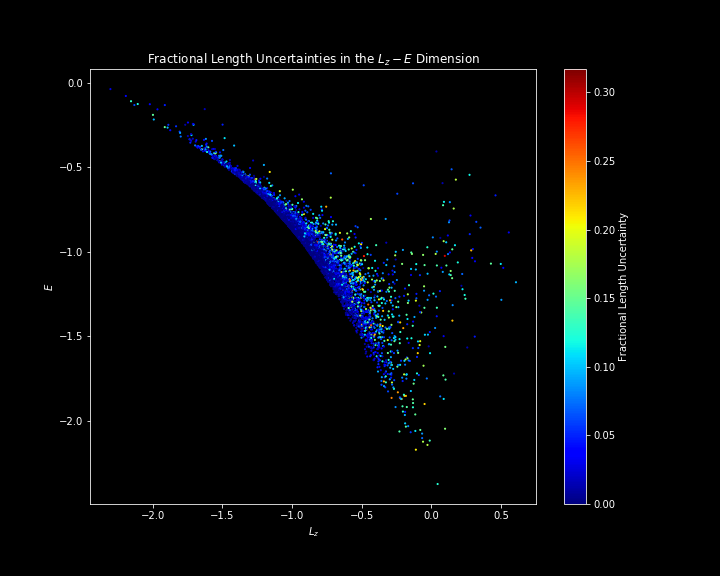 Fractional Length Uncertainties in the $L_z - E$ Dimension
0.0
−0.5
−1.0
−1.5
−2.0
E
−2.0 −1.5 −1.0 −0.5 0.0 0.5
$L_z$
0.30
0.25
0.20
0.15
0.10
0.05
0.00
Fractional Length Uncertainty